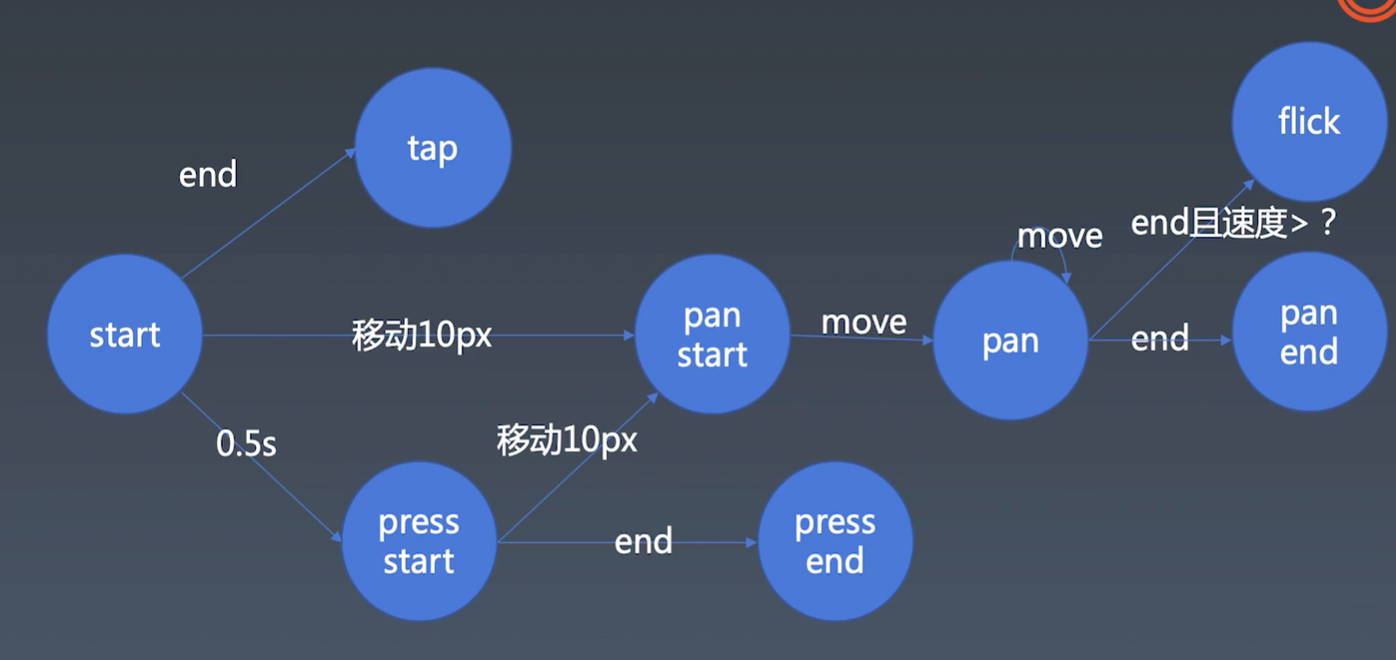 flick
tap
end
end且速度>？
move
start
移动10px
pan
start
move
pan
end
pan
end
0.5s
移动10px
press
start
end
press
end